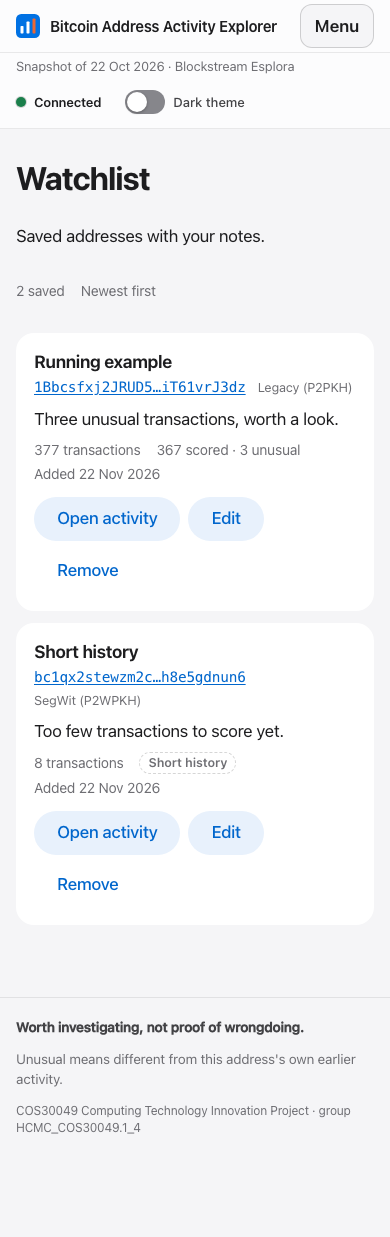 Bitcoin Address Activity Explorer
Menu
Snapshot of 22 Oct 2026 · Blockstream Esplora
Connected
Dark theme
Watchlist
Saved addresses with your notes.
2 saved Newest first
Running example
1Bbcsfxj2JRUD5…iT61vrJ3dz Legacy (P2PKH)
Three unusual transactions, worth a look.
377 transactions 367 scored · 3 unusual
Added 22 Nov 2026
Open activity Edit
Remove
Short history
bc1qx2stewzm2c…h8e5gdnun6
SegWit (P2WPKH)
Too few transactions to score yet.
8 transactions Short history
Added 22 Nov 2026
Open activity Edit
Remove
Worth investigating, not proof of wrongdoing.
Unusual means different from this address's own earlier
activity.
COS30049 Computing Technology Innovation Project · group
HCMC_COS30049.1_4